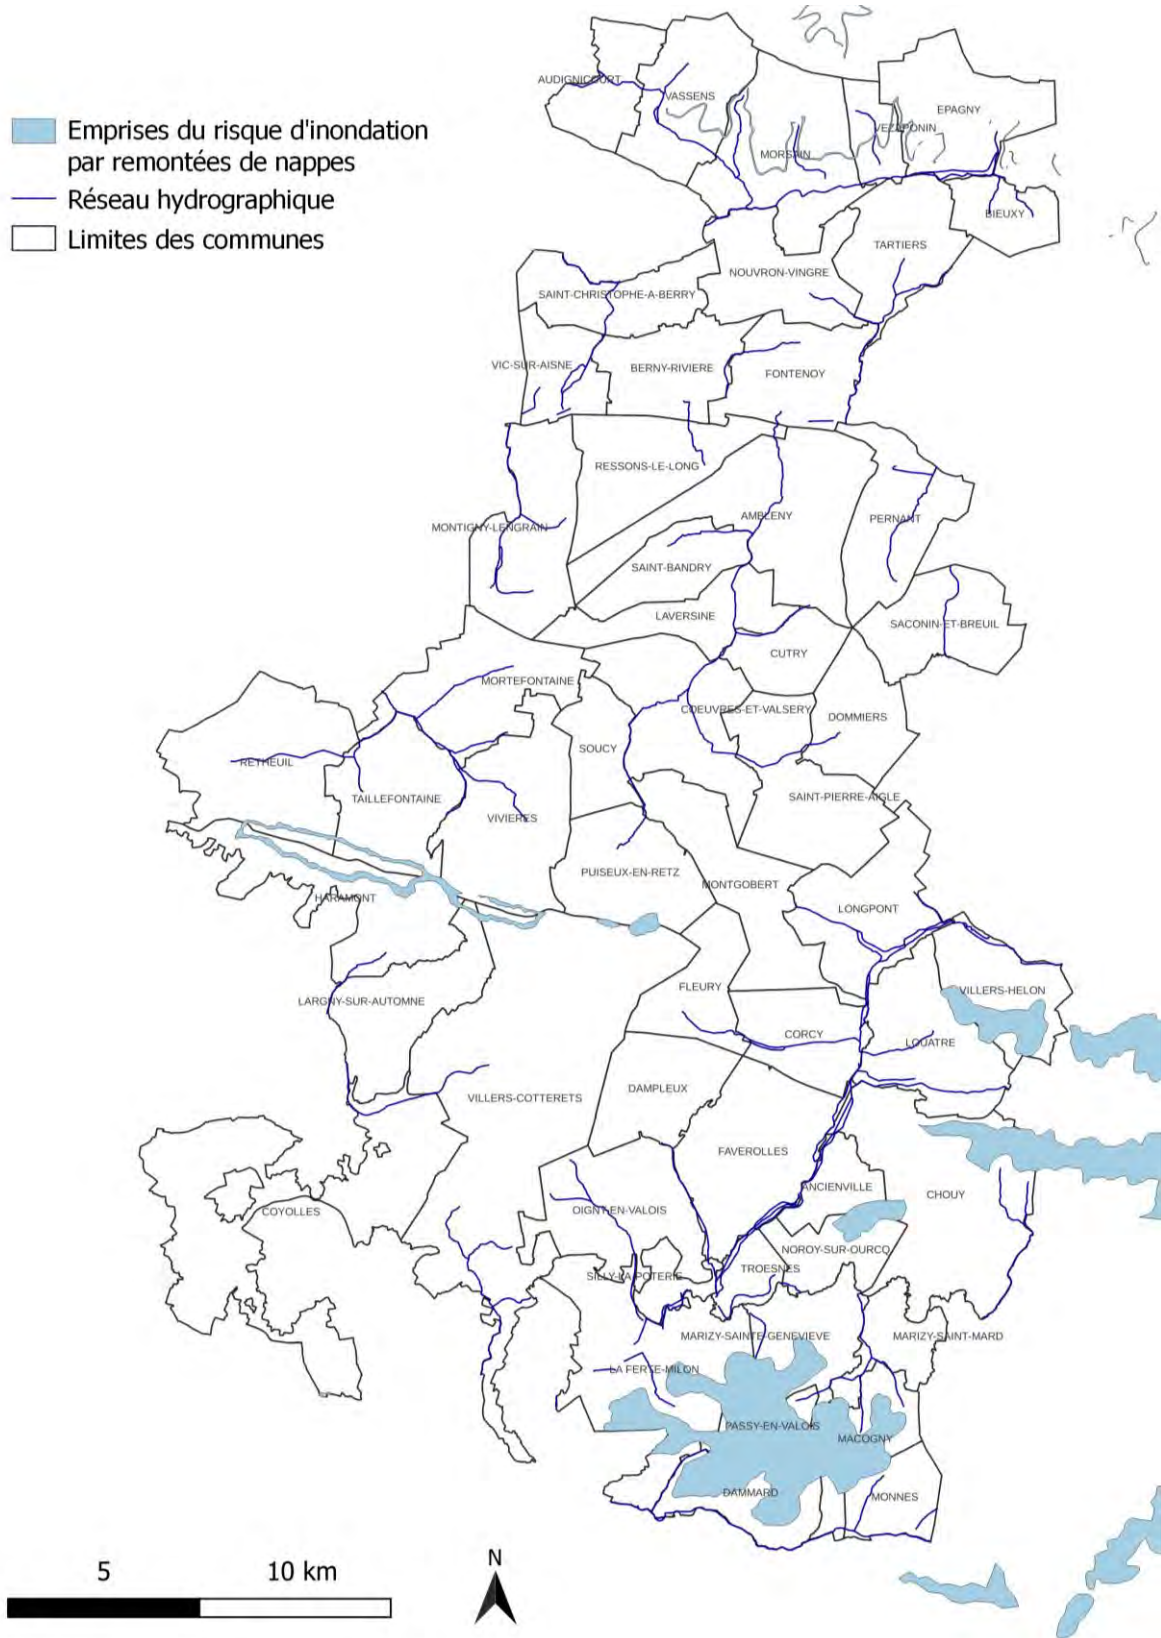 AUDIGNICOURT
VASSENS
EPAGNY
VEZAPONIN
MORSAIN
Emprises du risque d'inondation
par remontées de nappes
Réseau hydrographique
Limites des communes
BIEUXY
TARTIERS
NOUVRON-VINGRE
SAINT-CHRISTOPHE-A-BERRY
VIC-SUR-AISNE
BERNY-RIVIERE
FONTENOY
RESSONS-LE-LONG
AMBLENY
PERNANT
MONTIGNY-LENGRAIN
SAINT-BANDRY
LAVERSINE
SACONIN-ET-BREUIL
CUTRY
MORTEFONTAINE
COEUVRES-ET-VALSERY
DOMMIERS
SOUCY
RETHEUIL
TAILLEFONTAINE
SAINT-PIERRE-AIGLE
VIVIERES
PUISEUX-EN-RETZ
MONTGOBERT
HARAMONT
LONGPONT
FLEURY
VILLERS-HELON
LARGNY-SUR-AUTOMNE
CORCY
LOUATRE
DAMPLEUX
VILLERS-COTTERETS
FAVEROLLES
ANCIENVILLE
CHOUY
COYOLLES
OIGNY-EN-VALOIS
NOROY-SUR-OURCQ
TROESNES
SILLY-LA-POTERIE
MARIZY-SAINTE-GENEVIEVE
MARIZY-SAINT-MARD
LA FERTE-MILON
PASSY-EN-VALOIS
MACOGNY
DAMMARD
MONNES
N
5
10 km